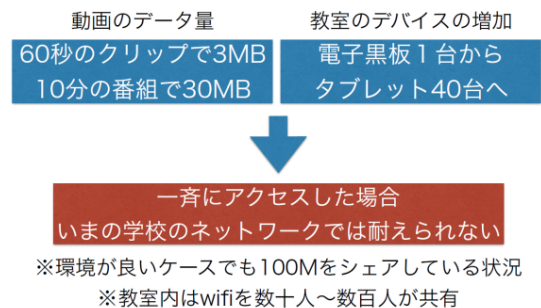 動画のデータ量
教室のデバイスの増加
60秒のクリップで3MB
10分の番組で30MB
電子黒板１台から
タブレット40台へ
一斉にアクセスした場合
いまの学校のネットワークでは耐えられない
※環境が良いケースでも100Mをシェアしている状況
※教室内はwifiを数十人〜数百人が共有